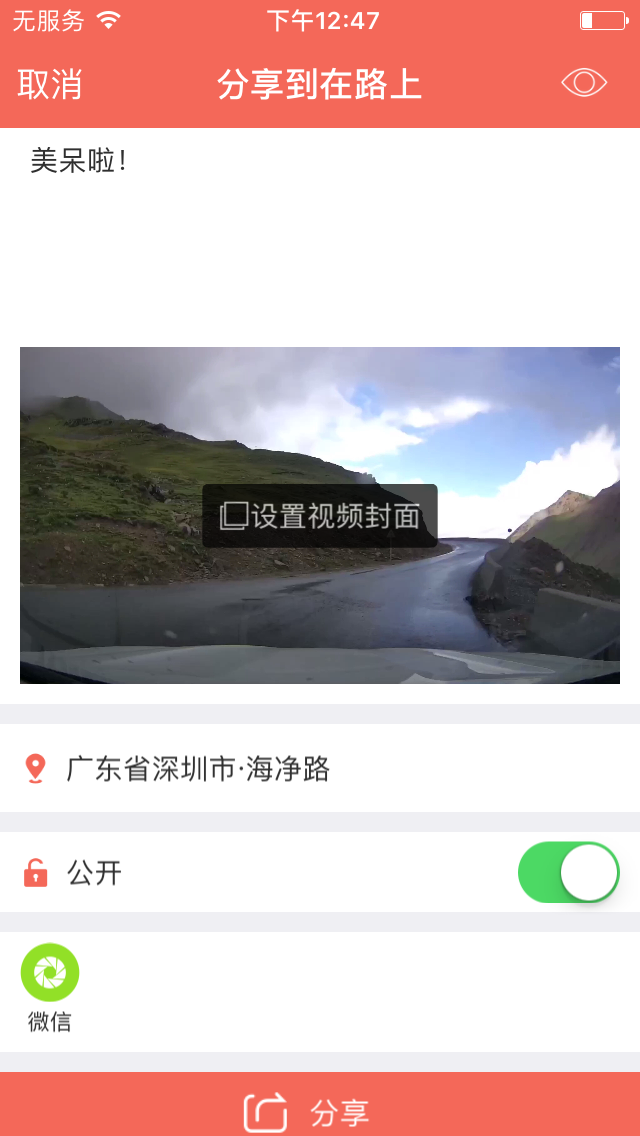 无服务 下午12:47
取消 分享到在路上
美呆啦!
设置视频封面
广东省深圳市·海净路
公开
微信
分享